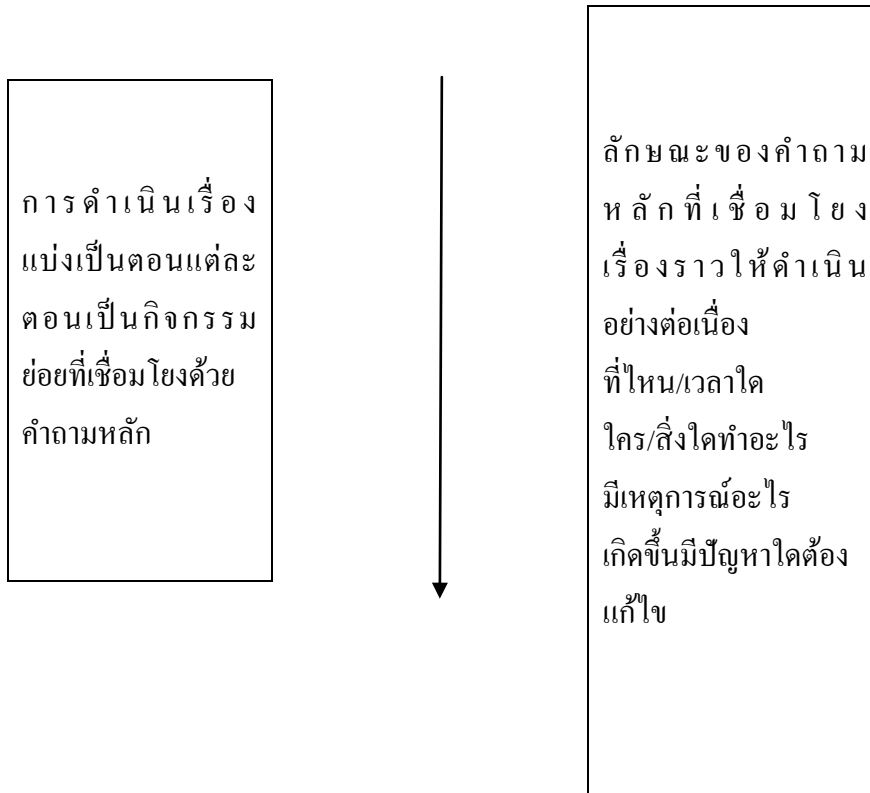 การดำเนินเรื่อง
แบ่งเป็นตอนแต่ละ
ตอนเป็นกิจกรรม
ย่อยที่เชื่อมโยงด้วย
คำถามหลัก
ลักษณะของคำถาม
หลักที่เชื่อมโยง
เรื่องราวให้ดำเนิน
อย่างต่อเนื่อง
ที่ไหน/เวลาใด
ใคร/สิ่งใดทำอะไร
มีเหตุการณ์อะไร
เกิดขึ้นมีปัญหาใดต้อง
แก้ไข